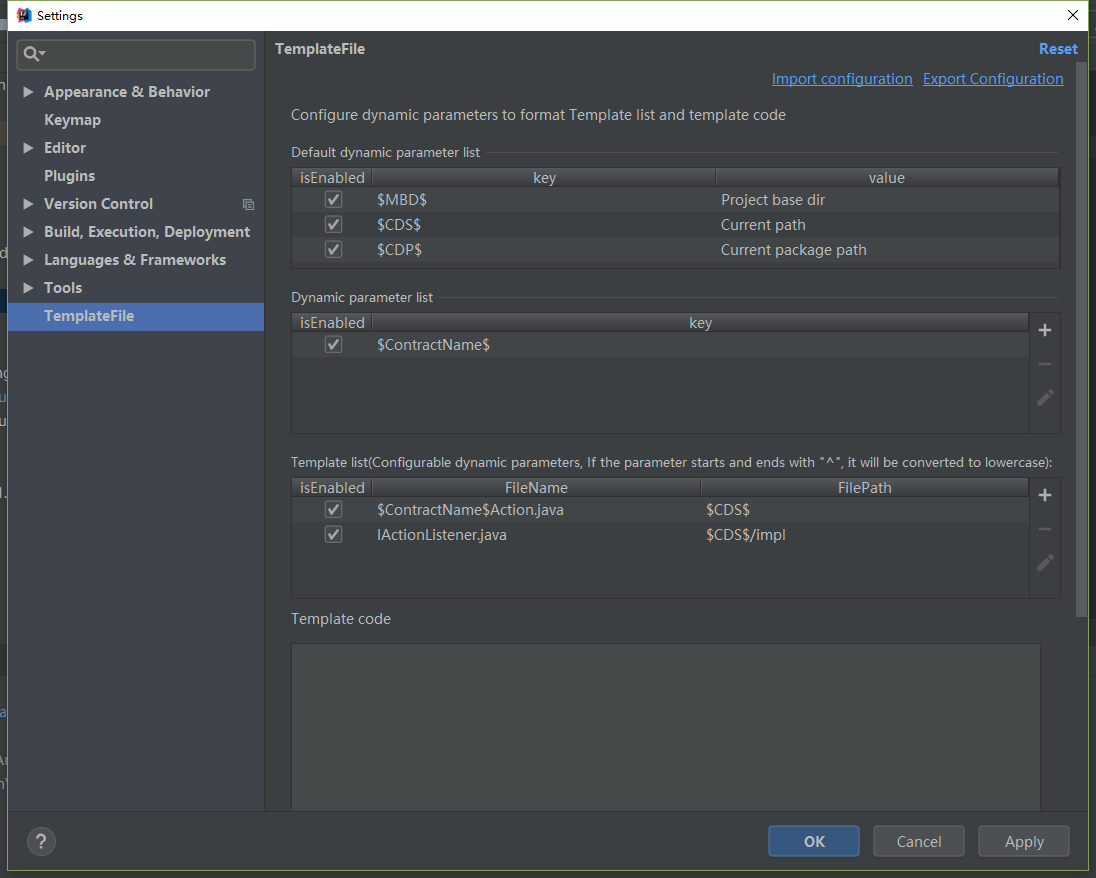 Settings
TemplateFile
Reset
Import configuration Export Configuration
Appearance & Behavior
Keymap
Editor
Plugins
Version Control
Build, Execution, Deployment
Languages & Frameworks
Tools
TemplateFile
Configure dynamic parameters to format Template list and template code
Default dynamic parameter list
isEnabled key value
$MBD$ Project base dir
$CDS$ Current path
$CDP$ Current package path
Dynamic parameter list
isEnabled key
$ContractName$
Template list(Configurable dynamic parameters, If the parameter starts and ends with "^", it will be converted to lowercase):
isEnabled FileName FilePath
$ContractName$Action.java $CDS$
IActionListener.java $CDS$/impl
Template code
? OK Cancel Apply